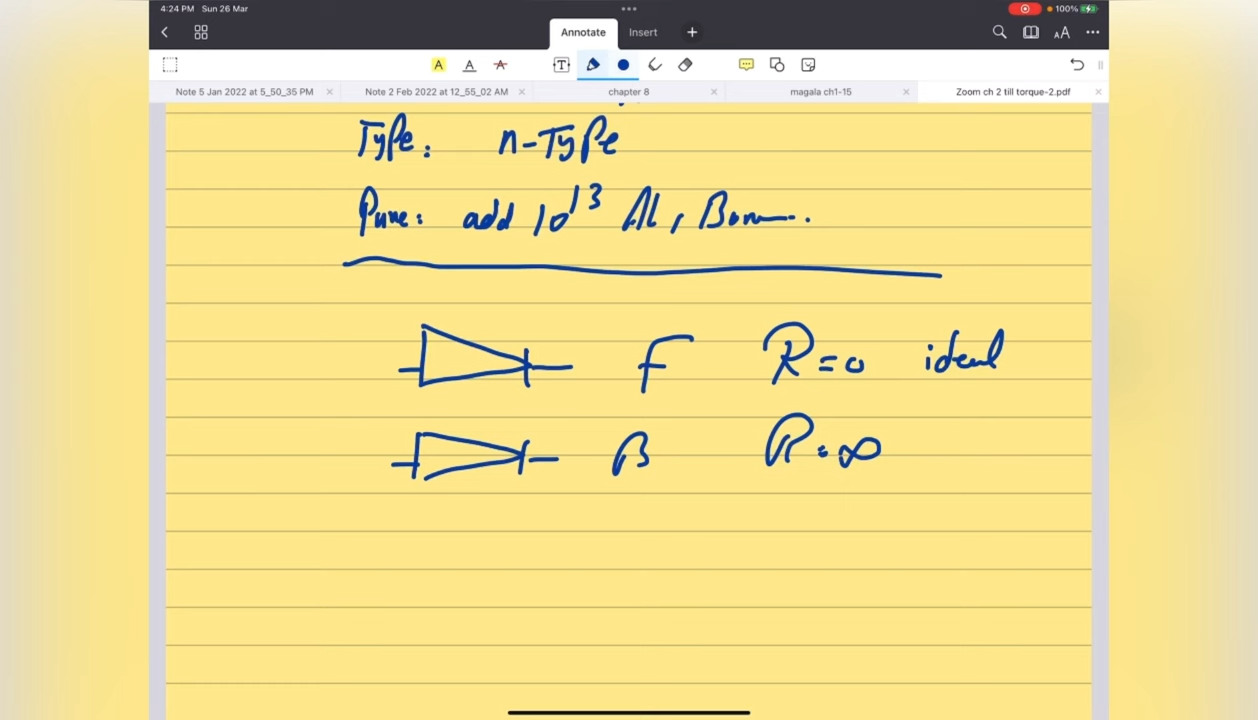 4:24 PM Sun 26 Mar
100%
Annotate Insert
Note 5 Jan 2022 at 5_50_35 PM
Note 2 Feb 2022 at 12_55_02 AM
chapter 8
magala ch1-15
Zoom ch 2 till torque-2.pdf
Type: n-Type
Pure: add 10¹³ Al, Boron.
F R=0 ideal
B R=∞